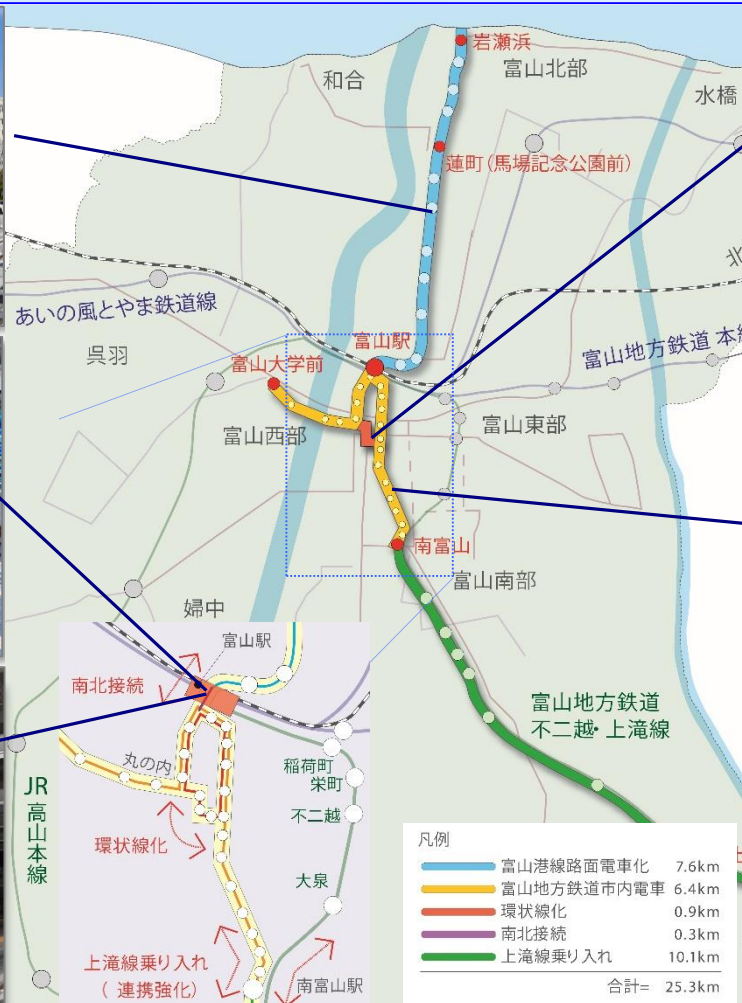 岩瀬浜
和合
富山北部
水橋
蓮町(馬場記念公園前)
北
あいの風とやま鉄道線
呉羽
富山駅
富山大学前
富山地方鉄道 本線
富山西部
富山東部
南富山
富山南部
婦中
富山駅
南北接続
富山地方鉄道
不二越・上滝線
丸の内
稲荷町
栄町
不二越
JR
高山本線
環状線化
大泉
上滝線乗り入れ
(連携強化)
南富山駅
凡例
富山港線路面電車化 7.6km
富山地方鉄道市内電車 6.4km
環状線化 0.9km
南北接続 0.3km
上滝線乗り入れ 10.1km
合計= 25.3km